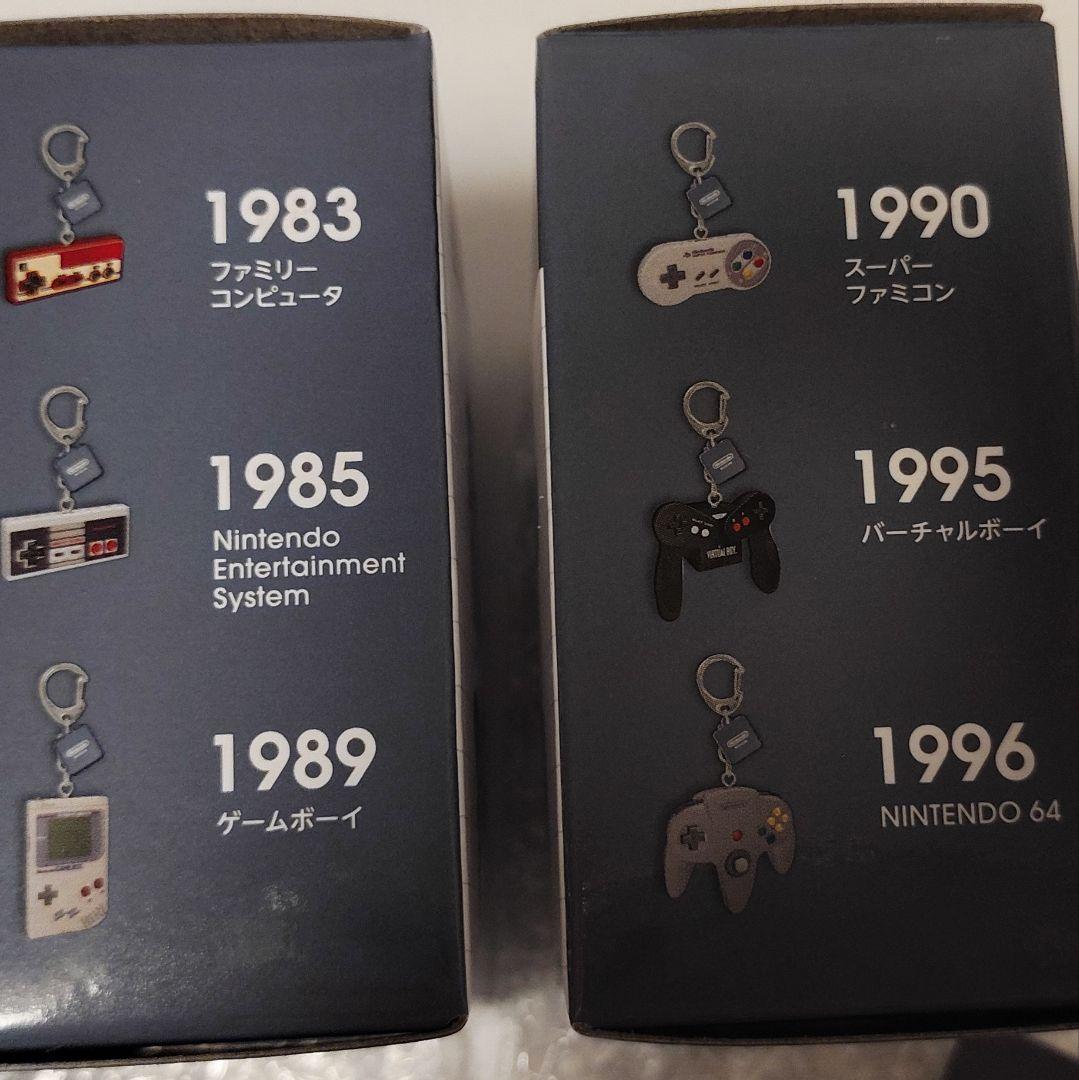 1983
ファミリー
コンピュータ
1985
Nintendo
Entertainment
System
1989
ゲームボーイ
1990
スーパー
ファミコン
1995
バーチャルボーイ
VIRTUAL BOY
1996
NINTENDO 64